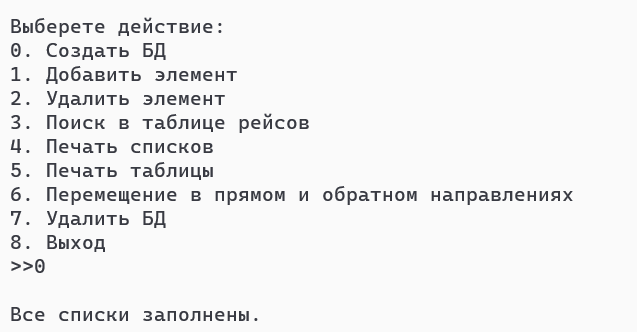 Выберете действие:
0. Создать БД
1. Добавить элемент
2. Удалить элемент
3. Поиск в таблице рейсов
4. Печать списков
5. Печать таблицы
6. Перемещение в прямом и обратном направлениях
7. Удалить БД
8. Выход
>>0
Все списки заполнены.